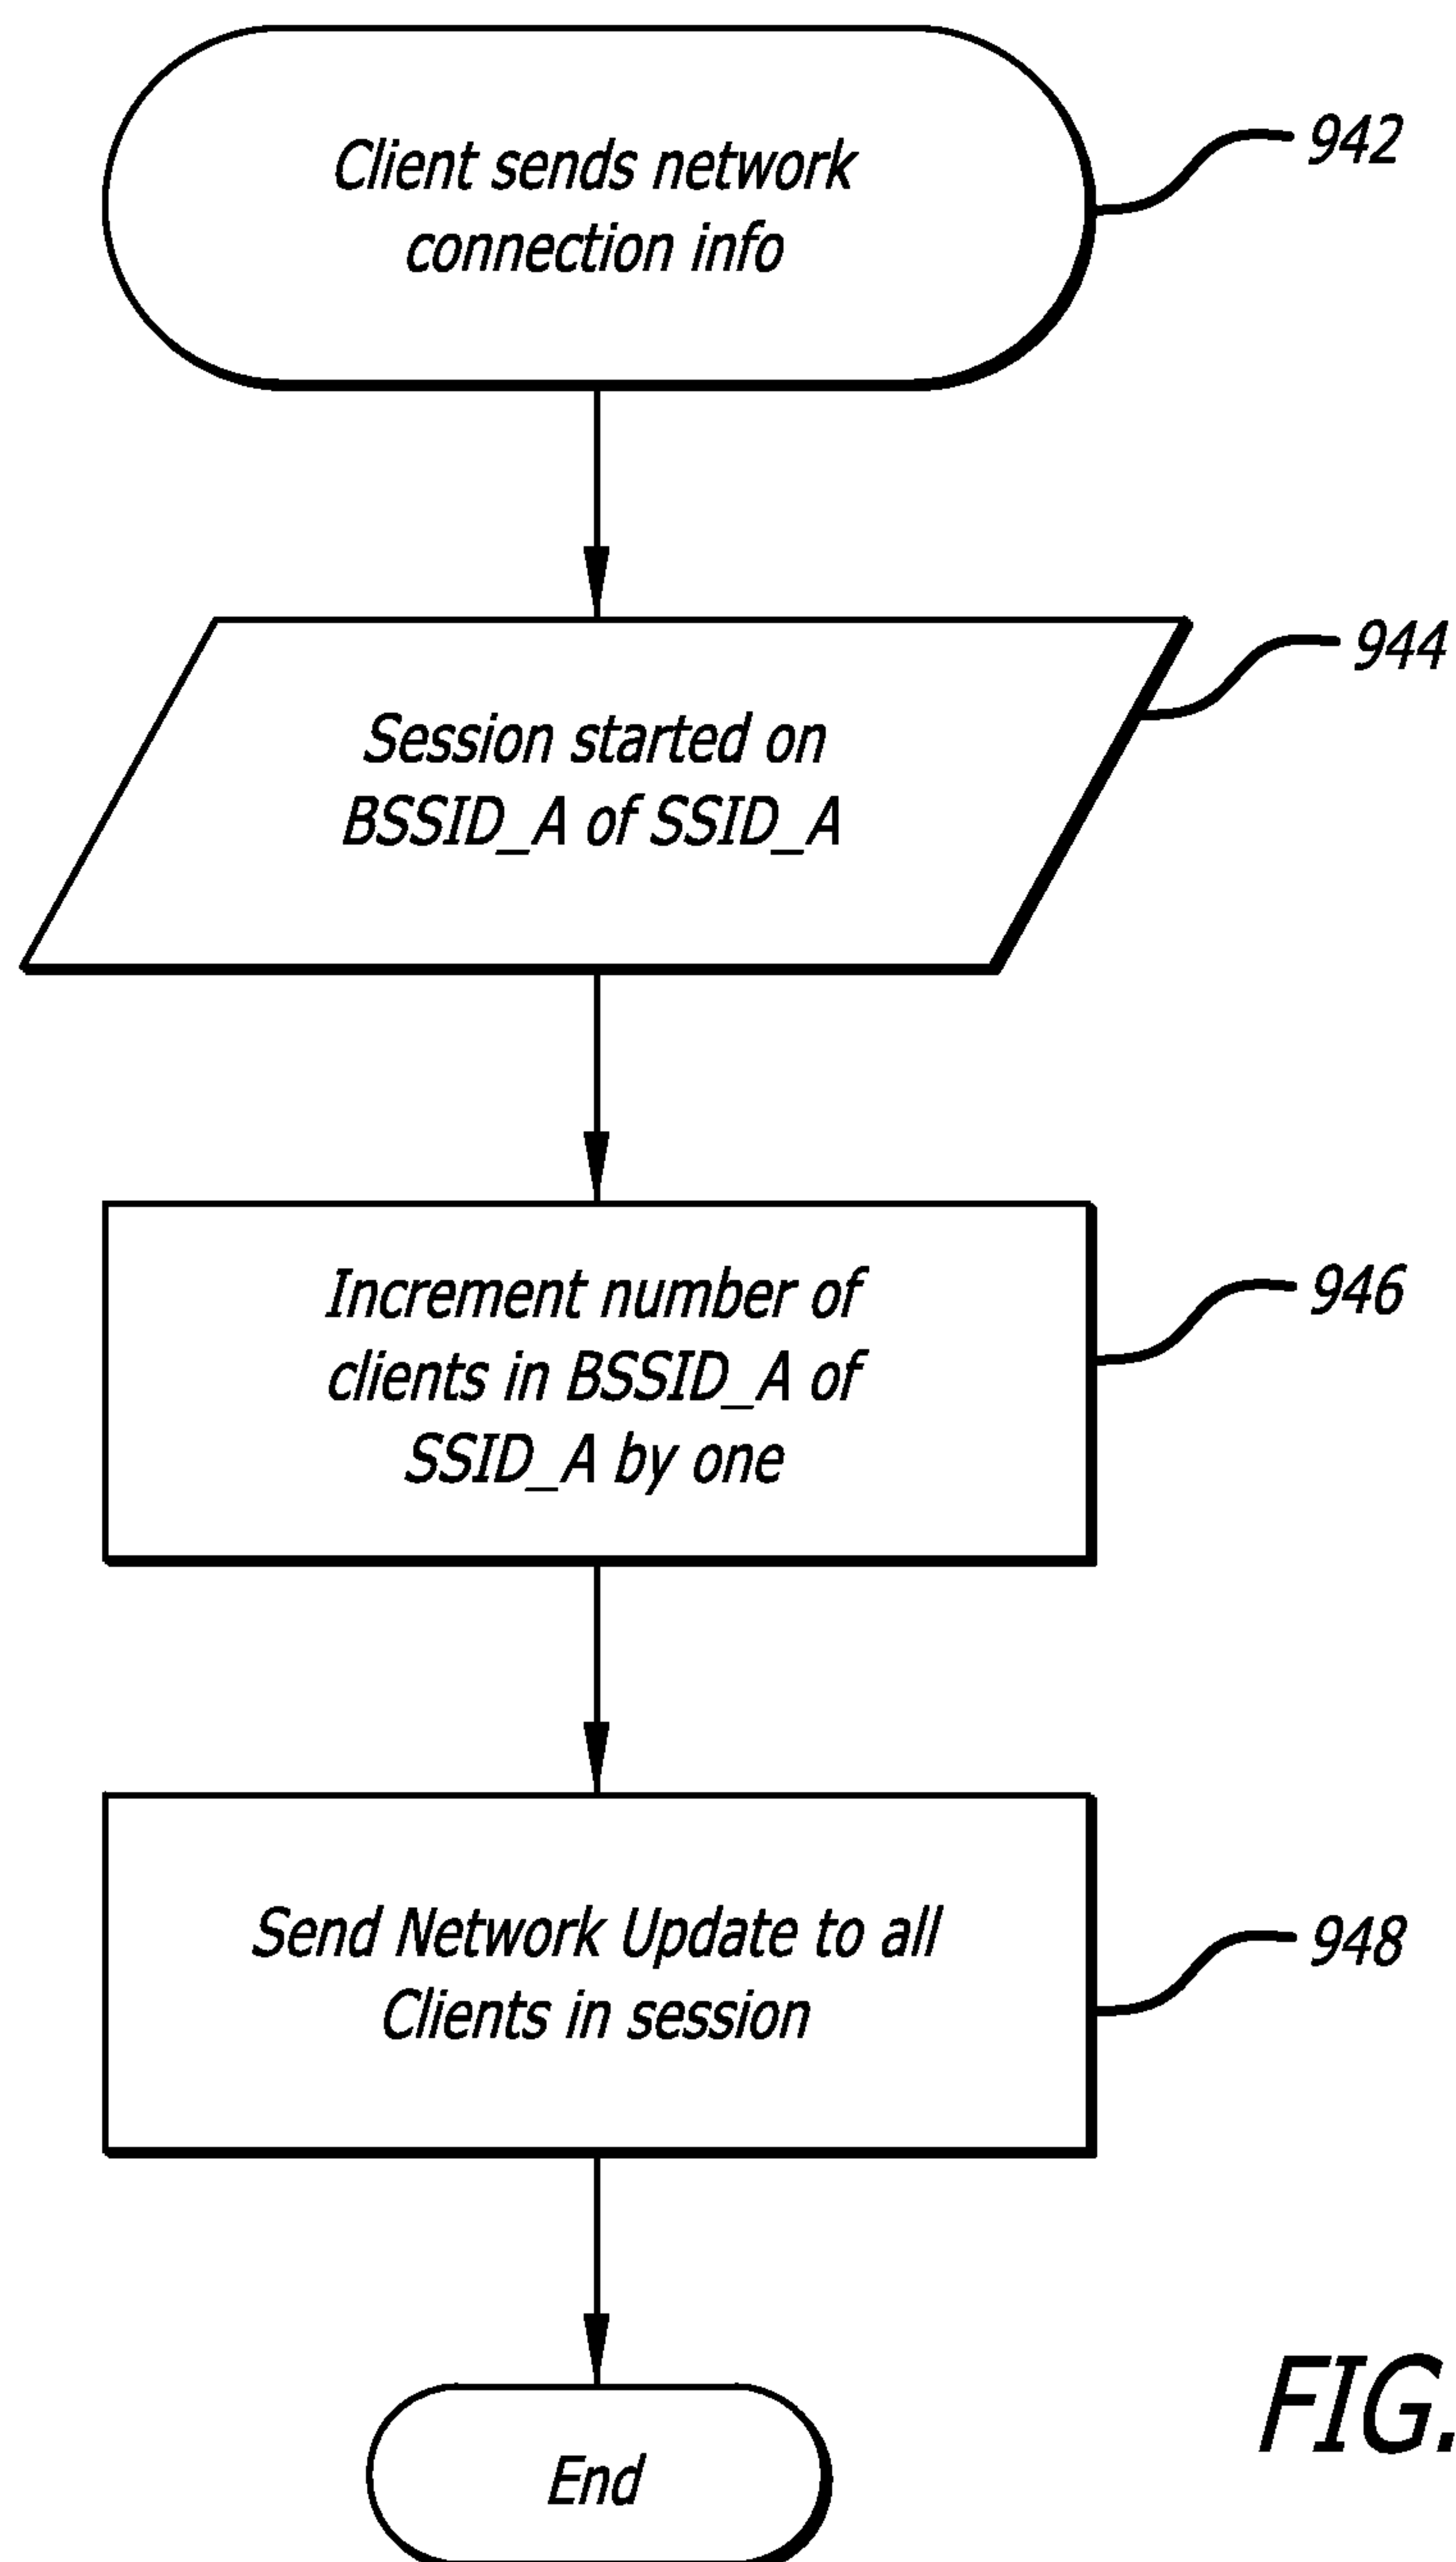 Client sends network
connection info
942
Session started on
BSSID_A of SSID_A
944
Increment number of
clients in BSSID_A of
SSID_A by one
946
Send Network Update to all
Clients in session
948
End
FIG.